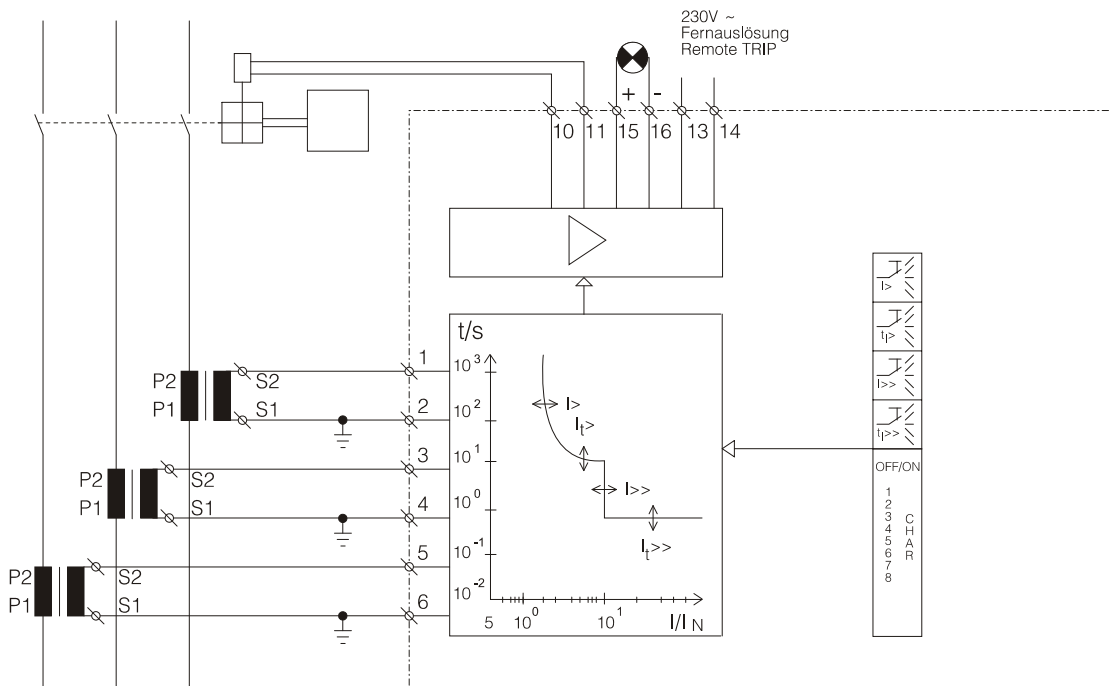 230V ~
Fernauslösung
Remote TRIP
+ -
10 11 15 16 13 14
I>
tI>
I>>
tI>>
OFF/ON
1
2
3
4
5
6
7
8
CHAR
t/s
10³
10²
10¹
10⁰
10⁻¹
10⁻²
5 10⁰ 10¹
I/I N
I>
It>
I>>
It>>
1
2
3
4
5
6
P2 S2
P1 S1
P2 S2
P1 S1
P2 S2
P1 S1